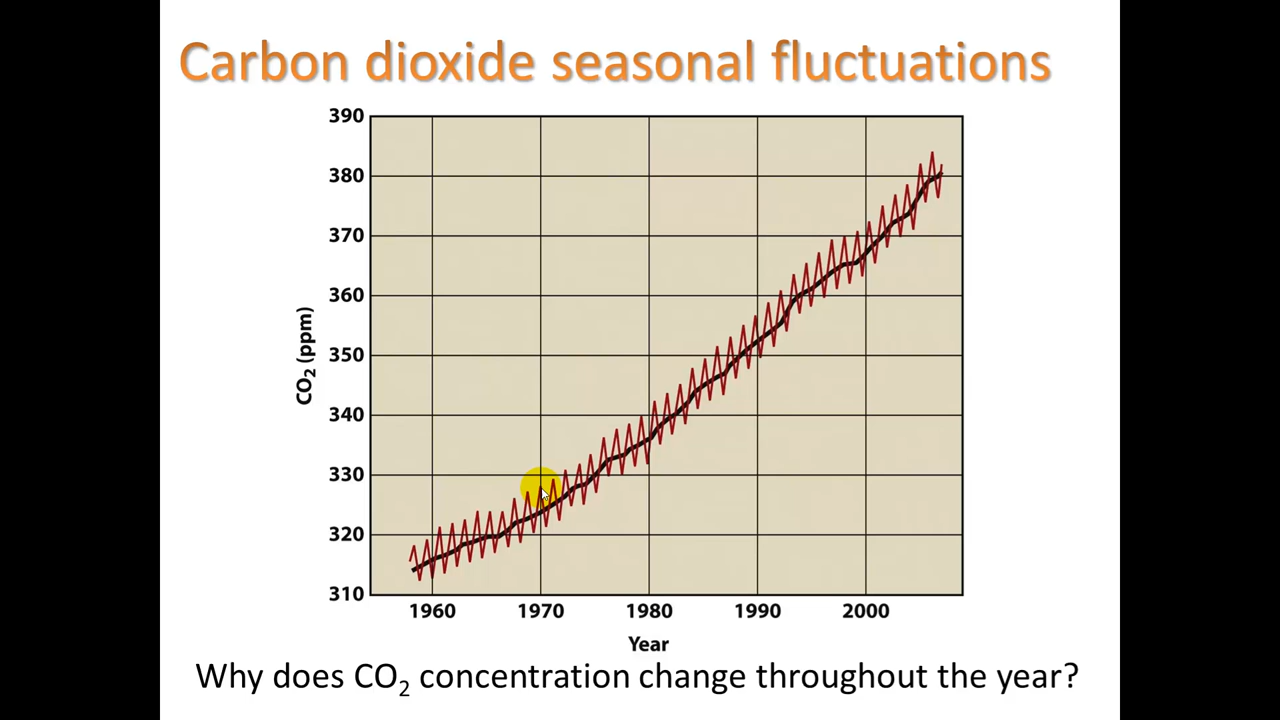 Carbon dioxide seasonal fluctuations
390
380
370
360
350
340
330
320
310
CO₂ (ppm)
1960 1970 1980 1990 2000
Year
Why does CO₂ concentration change throughout the year?